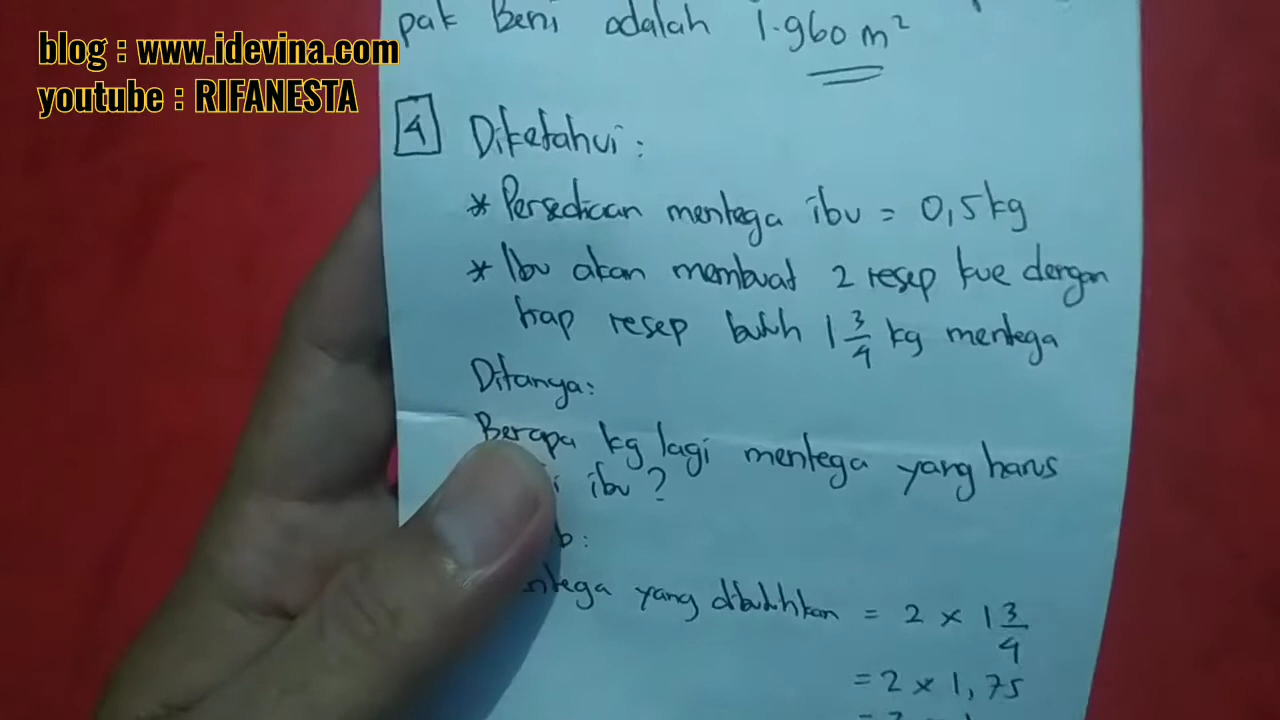 blog : www.idevina.com
youtube : RIFANESTA
pak Beni adalah 1.960 m²
4 Diketahui :
* Persediaan mentega ibu = 0,5 kg
* Ibu akan membuat 2 resep kue dengan
tiap resep butuh 1 3/4 kg mentega
Ditanya:
Berapa kg lagi mentega yang harus
ibu ?
yang dibutuhkan = 2 × 1 3/4
= 2 × 1,75